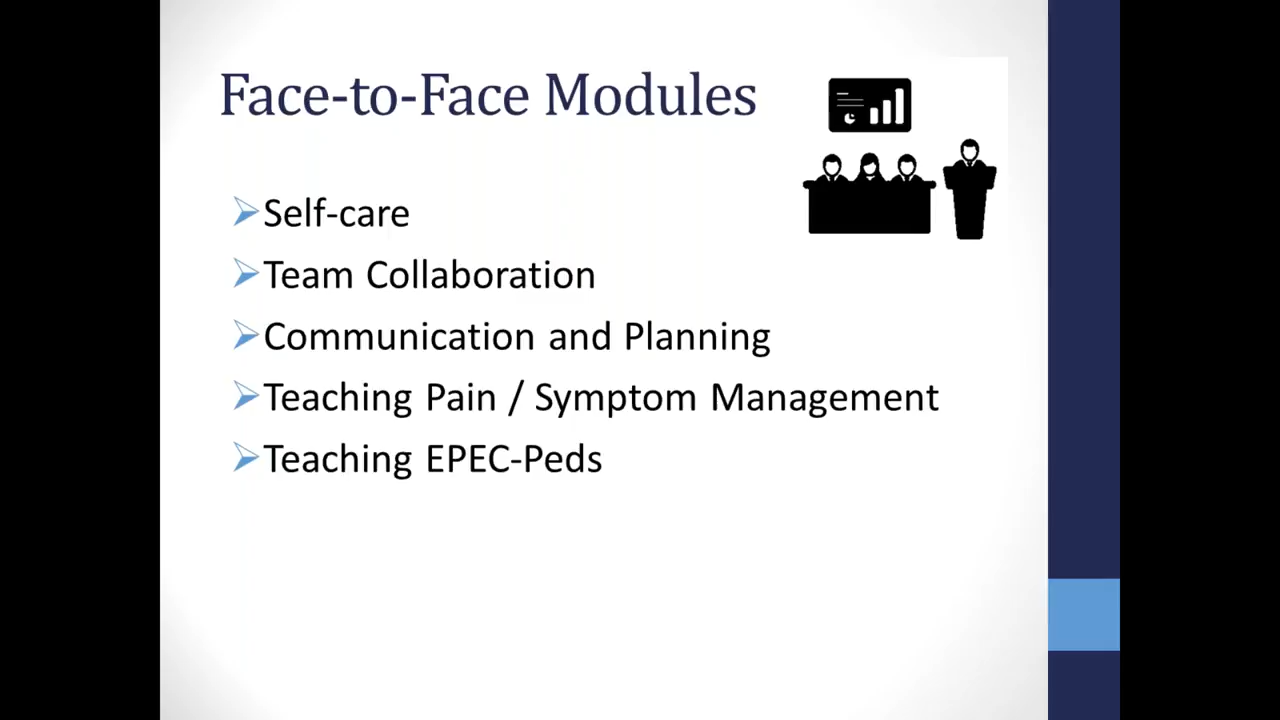 Face-to-Face Modules
Self-care
Team Collaboration
Communication and Planning
Teaching Pain / Symptom Management
Teaching EPEC-Peds